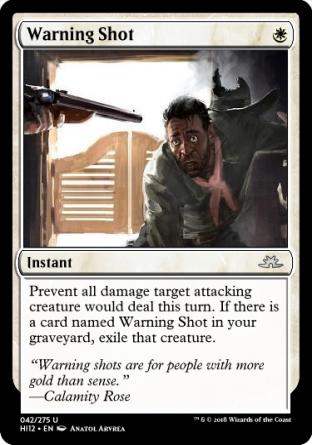 Warning Shot
Instant
Prevent all damage target attacking
creature would deal this turn. If there is
a card named Warning Shot in your
graveyard, exile that creature.
“Warning shots are for people with more
gold than sense.”
—Calamity Rose
042/275 U
HI12 • EN ANATOL ARVREA
™ & © 2018 Wizards of the Coast